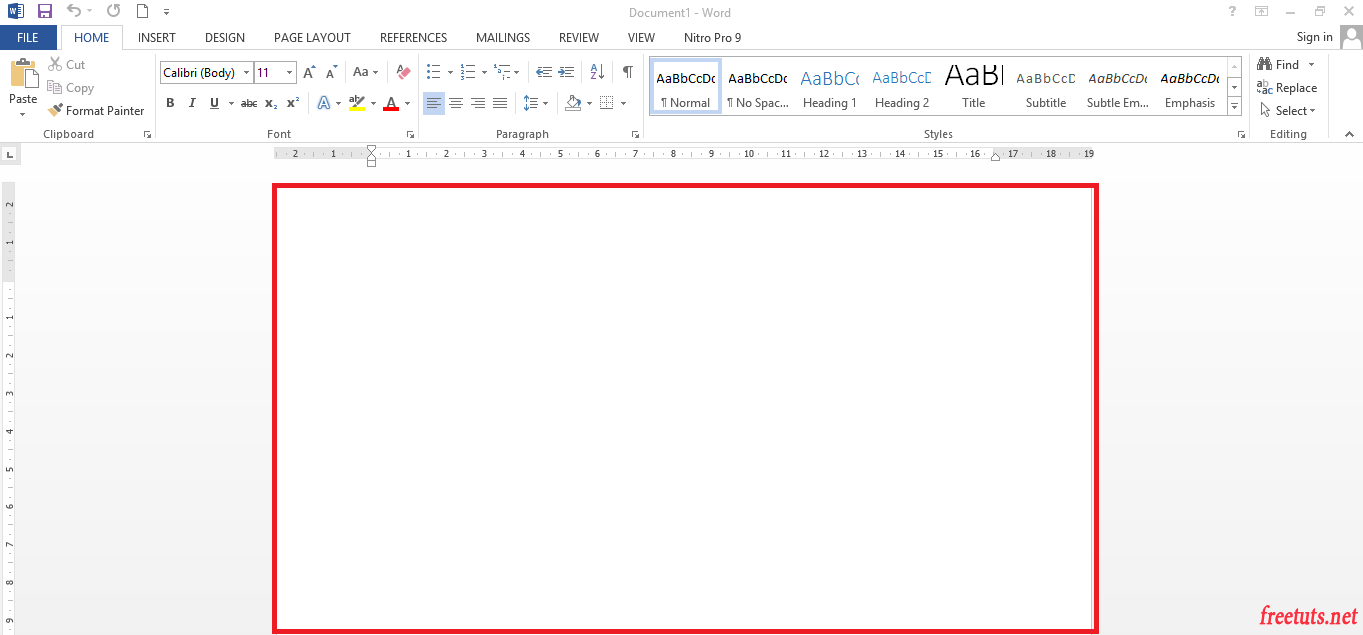 Document1 - Word
FILE HOME INSERT DESIGN PAGE LAYOUT REFERENCES MAILINGS REVIEW VIEW Nitro Pro 9 Sign in
Paste
Cut
Copy
Format Painter
Clipboard
Calibri (Body) 11
Aa
B I U abc X₂ X² A ab A
Font
A Z
¶
Paragraph
AaBbCcDc AaBbCcDc AaBbCc AaBbCcD AaBl AaBbCcD AaBbCcDc AaBbCcDc
¶ Normal ¶ No Spac... Heading 1 Heading 2 Title Subtitle Subtle Em... Emphasis
Styles
Find
Replace
Select
Editing
2 1 1 2 3 4 5 6 7 8 9 10 11 12 13 14 15 16 17 18 19
2
1
1
2
3
4
5
6
7
8
9
freetuts.net